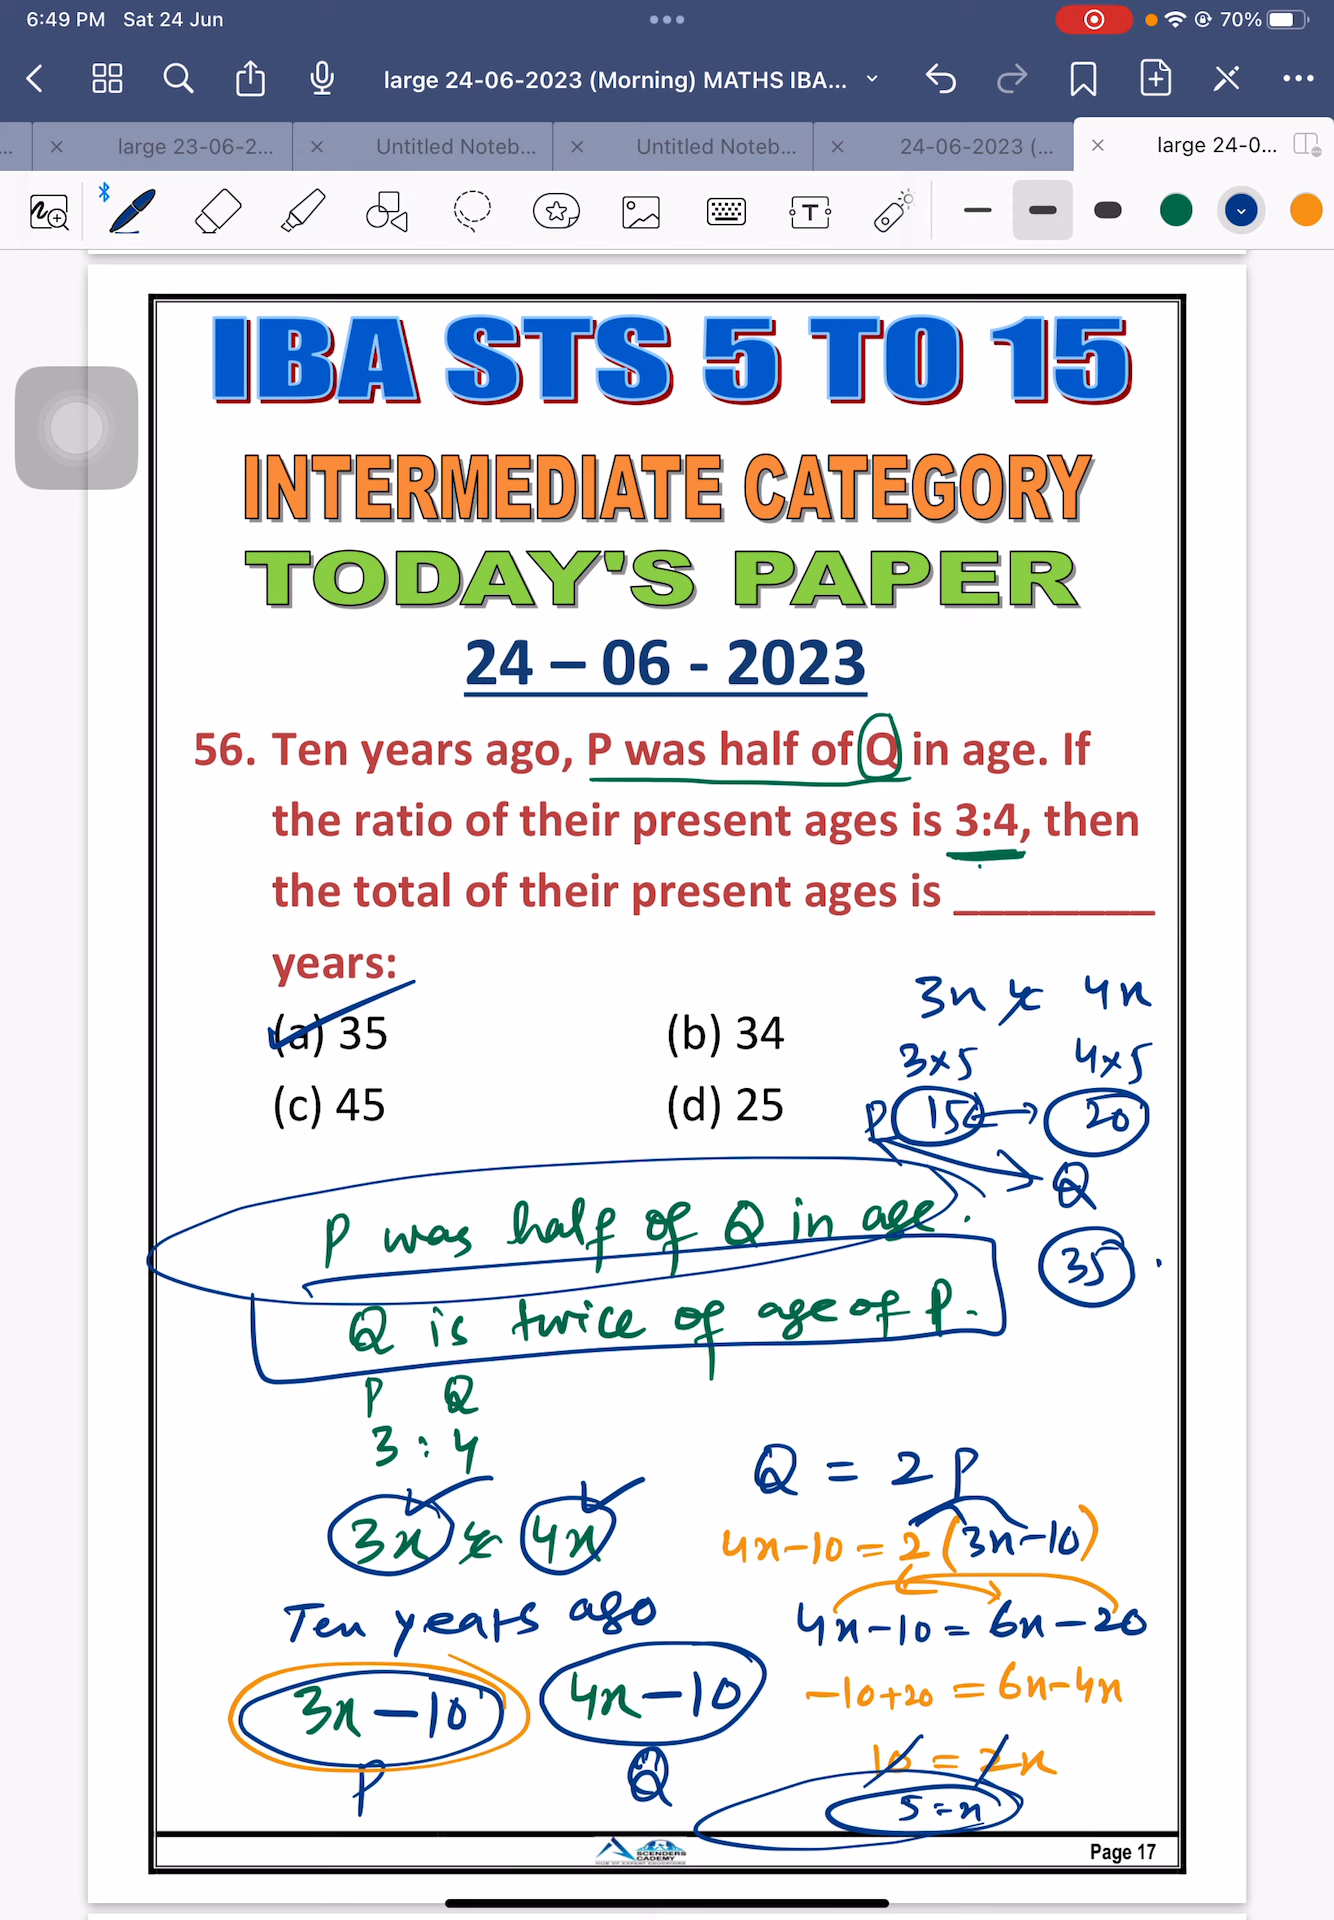 6:49 PM Sat 24 Jun
70%
large 24-06-2023 (Morning) MATHS IBA...
large 23-06-2...
Untitled Noteb...
Untitled Noteb...
24-06-2023 (...
large 24-0...
IBA STS 5 TO 15
INTERMEDIATE CATEGORY
TODAY'S PAPER
24 – 06 - 2023
56. Ten years ago, P was half of Q in age. If
the ratio of their present ages is 3:4, then
the total of their present ages is ________
years:
(a) 35 (b) 34
(c) 45 (d) 25
3x & 4x
3×5 4×5
P 15 20
Q
35
P was half of Q in age.
Q is twice of age of P.
P Q
3 : 4
3x & 4x
Ten years ago
3x – 10 4x – 10
P Q
Q = 2P
4x – 10 = 2 (3x – 10)
4x – 10 = 6x – 20
–10 + 20 = 6x – 4x
10 = 2x
5 = x
SCENDERS
CADEMY
Page 17